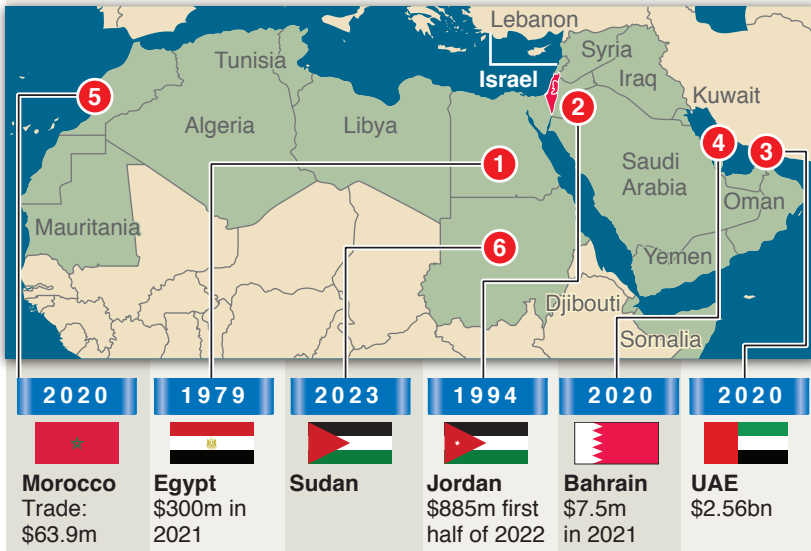 Lebanon
Tunisia
Syria
Israel
Iraq
5
Kuwait
Algeria
Libya
2
4
3
1
Saudi
Arabia
Oman
Mauritania
6
Yemen
Djibouti
Somalia
2020
1979
2023
1994
2020
2020
Morocco
Trade:
$63.9m
Egypt
$300m in
2021
Sudan
Jordan
$885m first
half of 2022
Bahrain
$7.5m
in 2021
UAE
$2.56bn